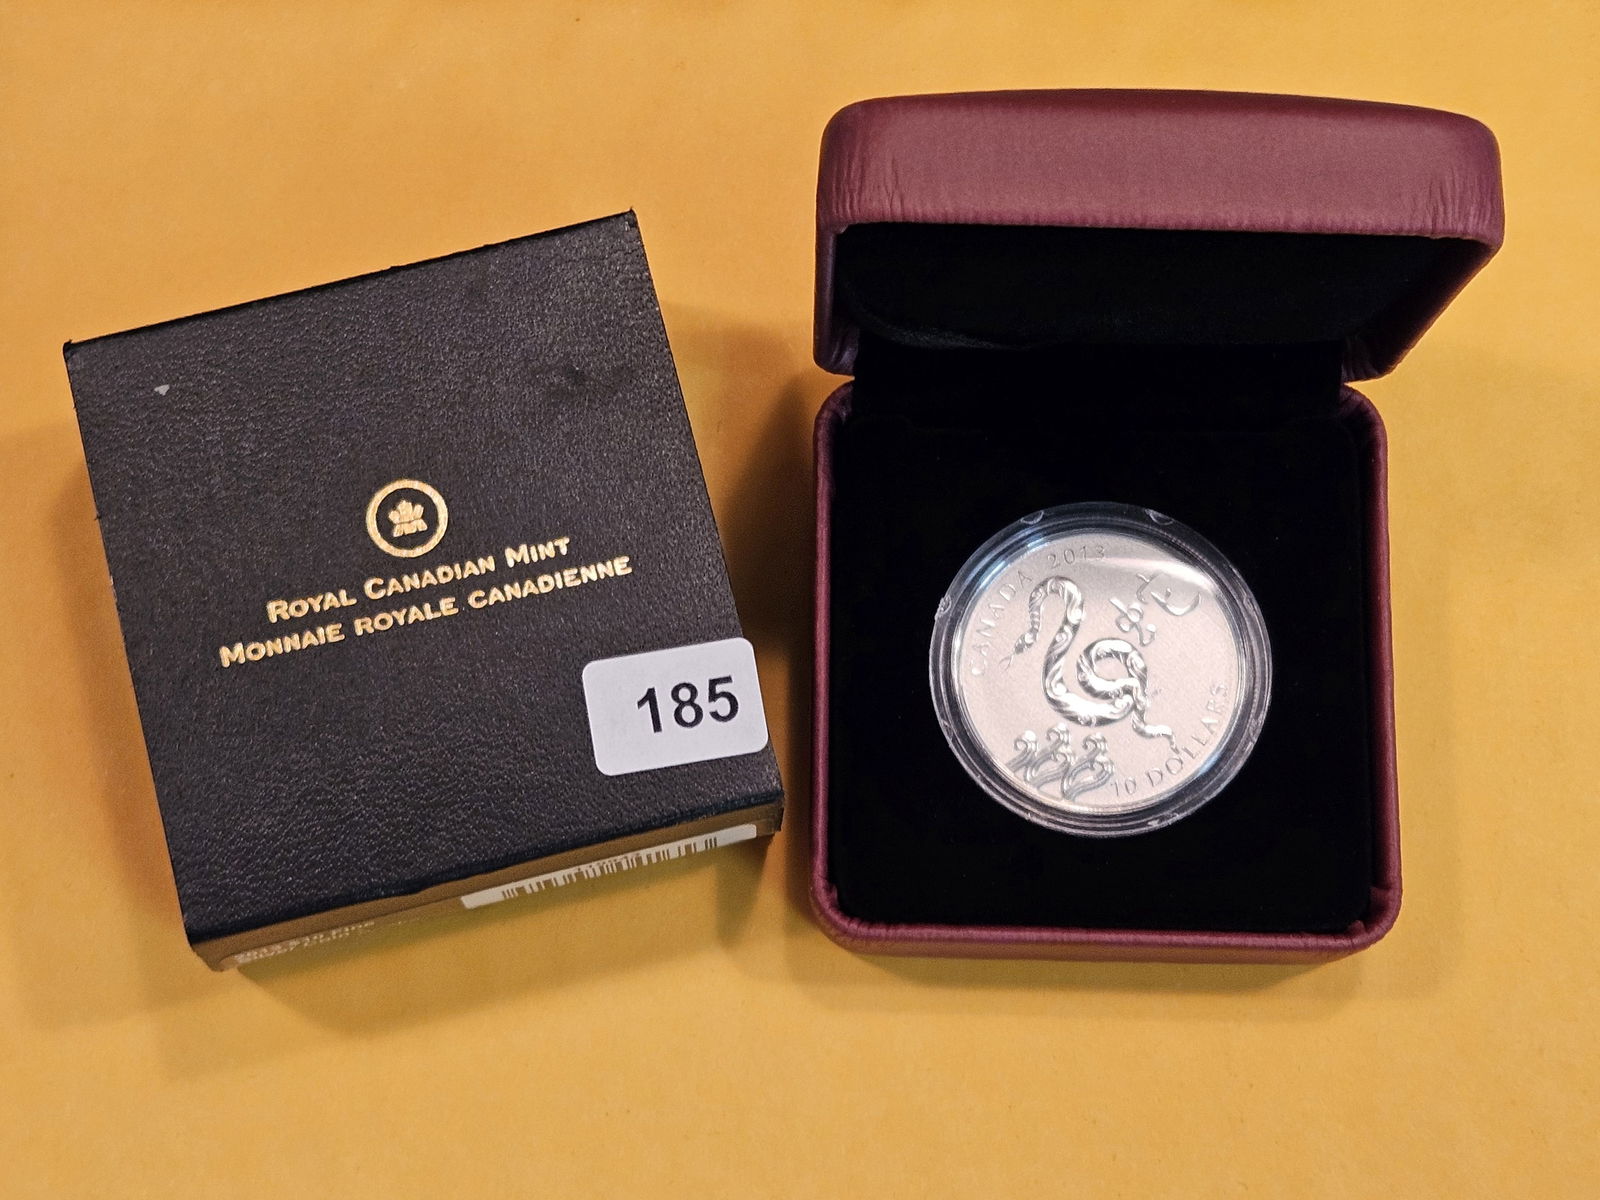 ROYAL CANADIAN MINT
MONNAIE ROYALE CANADIENNE
185
CANADA 2013
10 DOLLARS